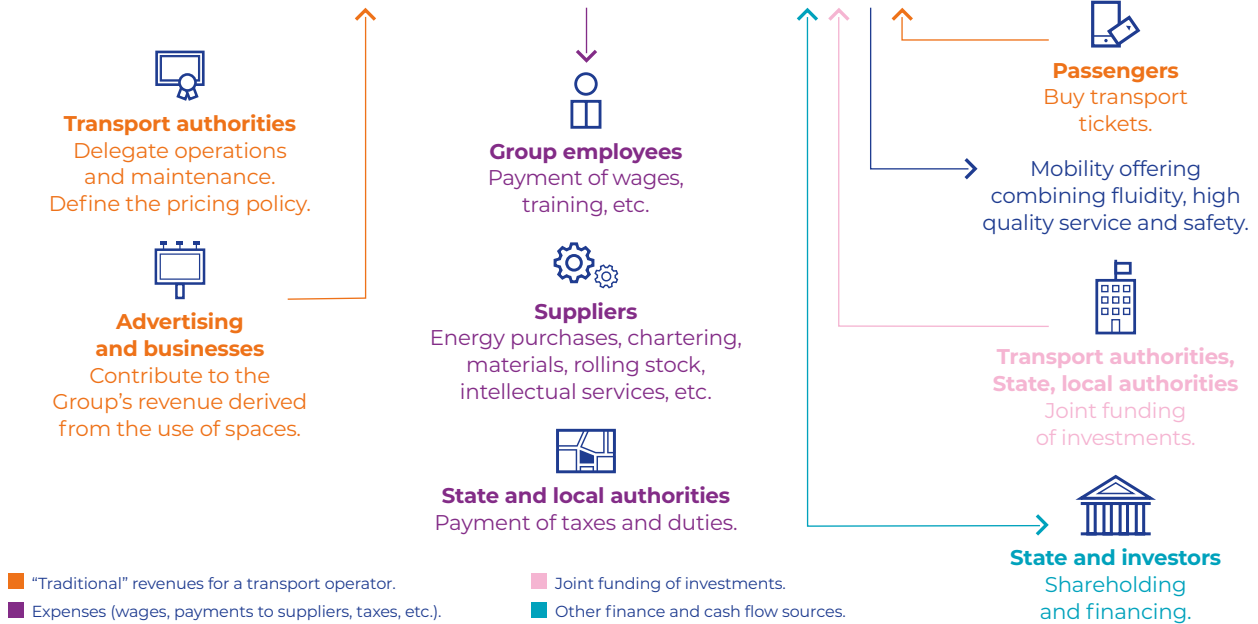 Transport authorities
Delegate operations
and maintenance.
Define the pricing policy.
Advertising
and businesses
Contribute to the
Group's revenue derived
from the use of spaces.
Group employees
Payment of wages,
training, etc.
Suppliers
Energy purchases, chartering,
materials, rolling stock,
intellectual services, etc.
State and local authorities
Payment of taxes and duties.
Passengers
Buy transport
tickets.
Mobility offering
combining fluidity, high
quality service and safety.
Transport authorities,
State, local authorities
Joint funding
of investments.
State and investors
Shareholding
and financing.
“Traditional” revenues for a transport operator.
Expenses (wages, payments to suppliers, taxes, etc.).
Joint funding of investments.
Other finance and cash flow sources.